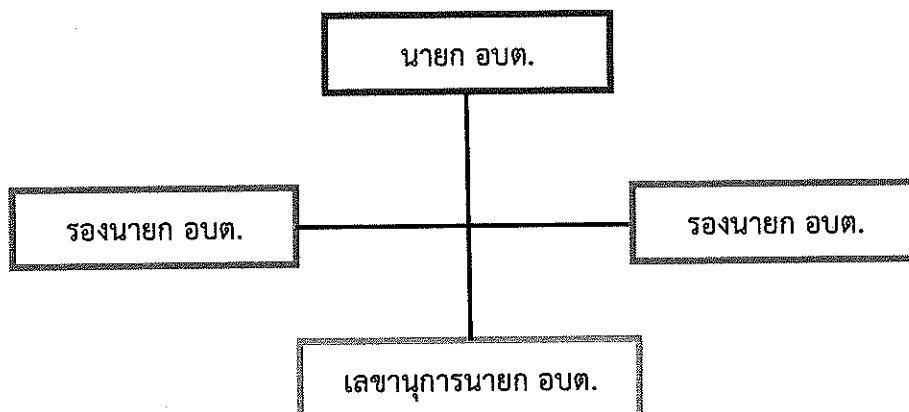 นายก อบต.
รองนายก อบต.
รองนายก อบต.
เลขานุการนายก อบต.